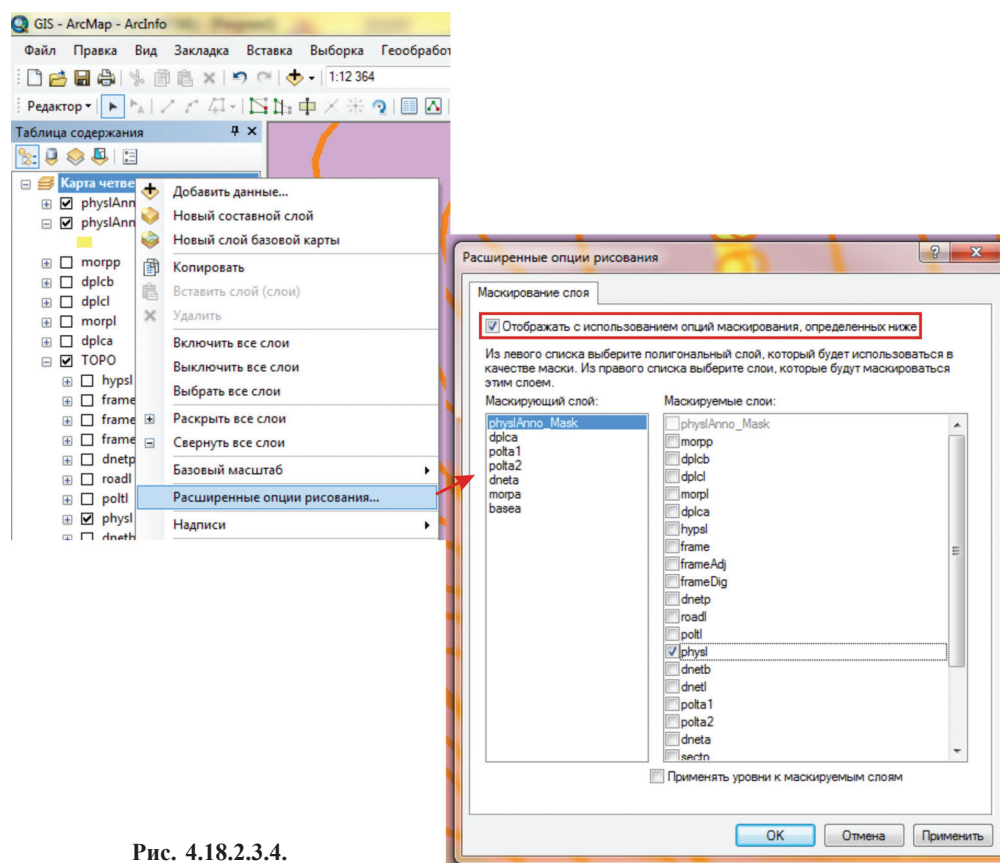 GIS - ArcMap - ArcInfo
Файл Правка Вид Закладка Вставка Выборка Геообработ
1:12 364
Редактор
Таблица содержания
Карта четве
physlAnn
physlAnn
morpp
dplcb
dplcl
morpl
dplca
TOPO
hypsl
frame
frame
frame
dnetp
roadl
poltl
physl
dnetb
Добавить данные...
Новый составной слой
Новый слой базовой карты
Копировать
Вставить слой (слои)
Удалить
Включить все слои
Выключить все слои
Выбрать все слои
Раскрыть все слои
Свернуть все слои
Базовый масштаб
Расширенные опции рисования...
Надписи
Расширенные опции рисования
Маскирование слоя
Отображать с использованием опций маскирования, определенных ниже
Из левого списка выберите полигональный слой, который будет использоваться в
качестве маски. Из правого списка выберите слои, которые будут маскироваться
этим слоем.
Маскирующий слой:
physlAnno_Mask
dplca
polta1
polta2
dneta
morpa
basea
Маскируемые слои:
physlAnno_Mask
morpp
dplcb
dplcl
morpl
dplca
hypsl
frame
frameAdj
frameDig
dnetp
roadl
poltl
physl
dnetb
dnetl
polta1
polta2
dneta
sectp
Применять уровни к маскируемым слоям
OK Отмена Применить
Рис. 4.18.2.3.4.